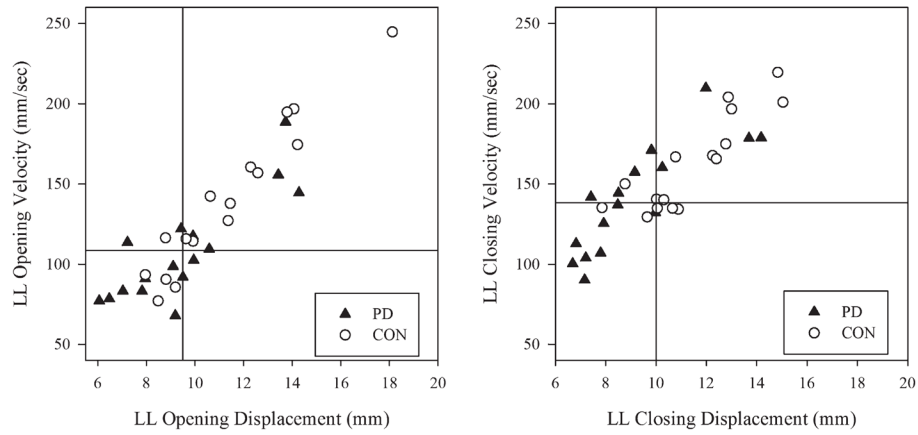 250
200
150
100
50
LL Opening Velocity (mm/sec)
PD
CON
6 8 10 12 14 16 18 20
LL Opening Displacement (mm)
250
200
150
100
50
LL Closing Velocity (mm/sec)
PD
CON
6 8 10 12 14 16 18 20
LL Closing Displacement (mm)